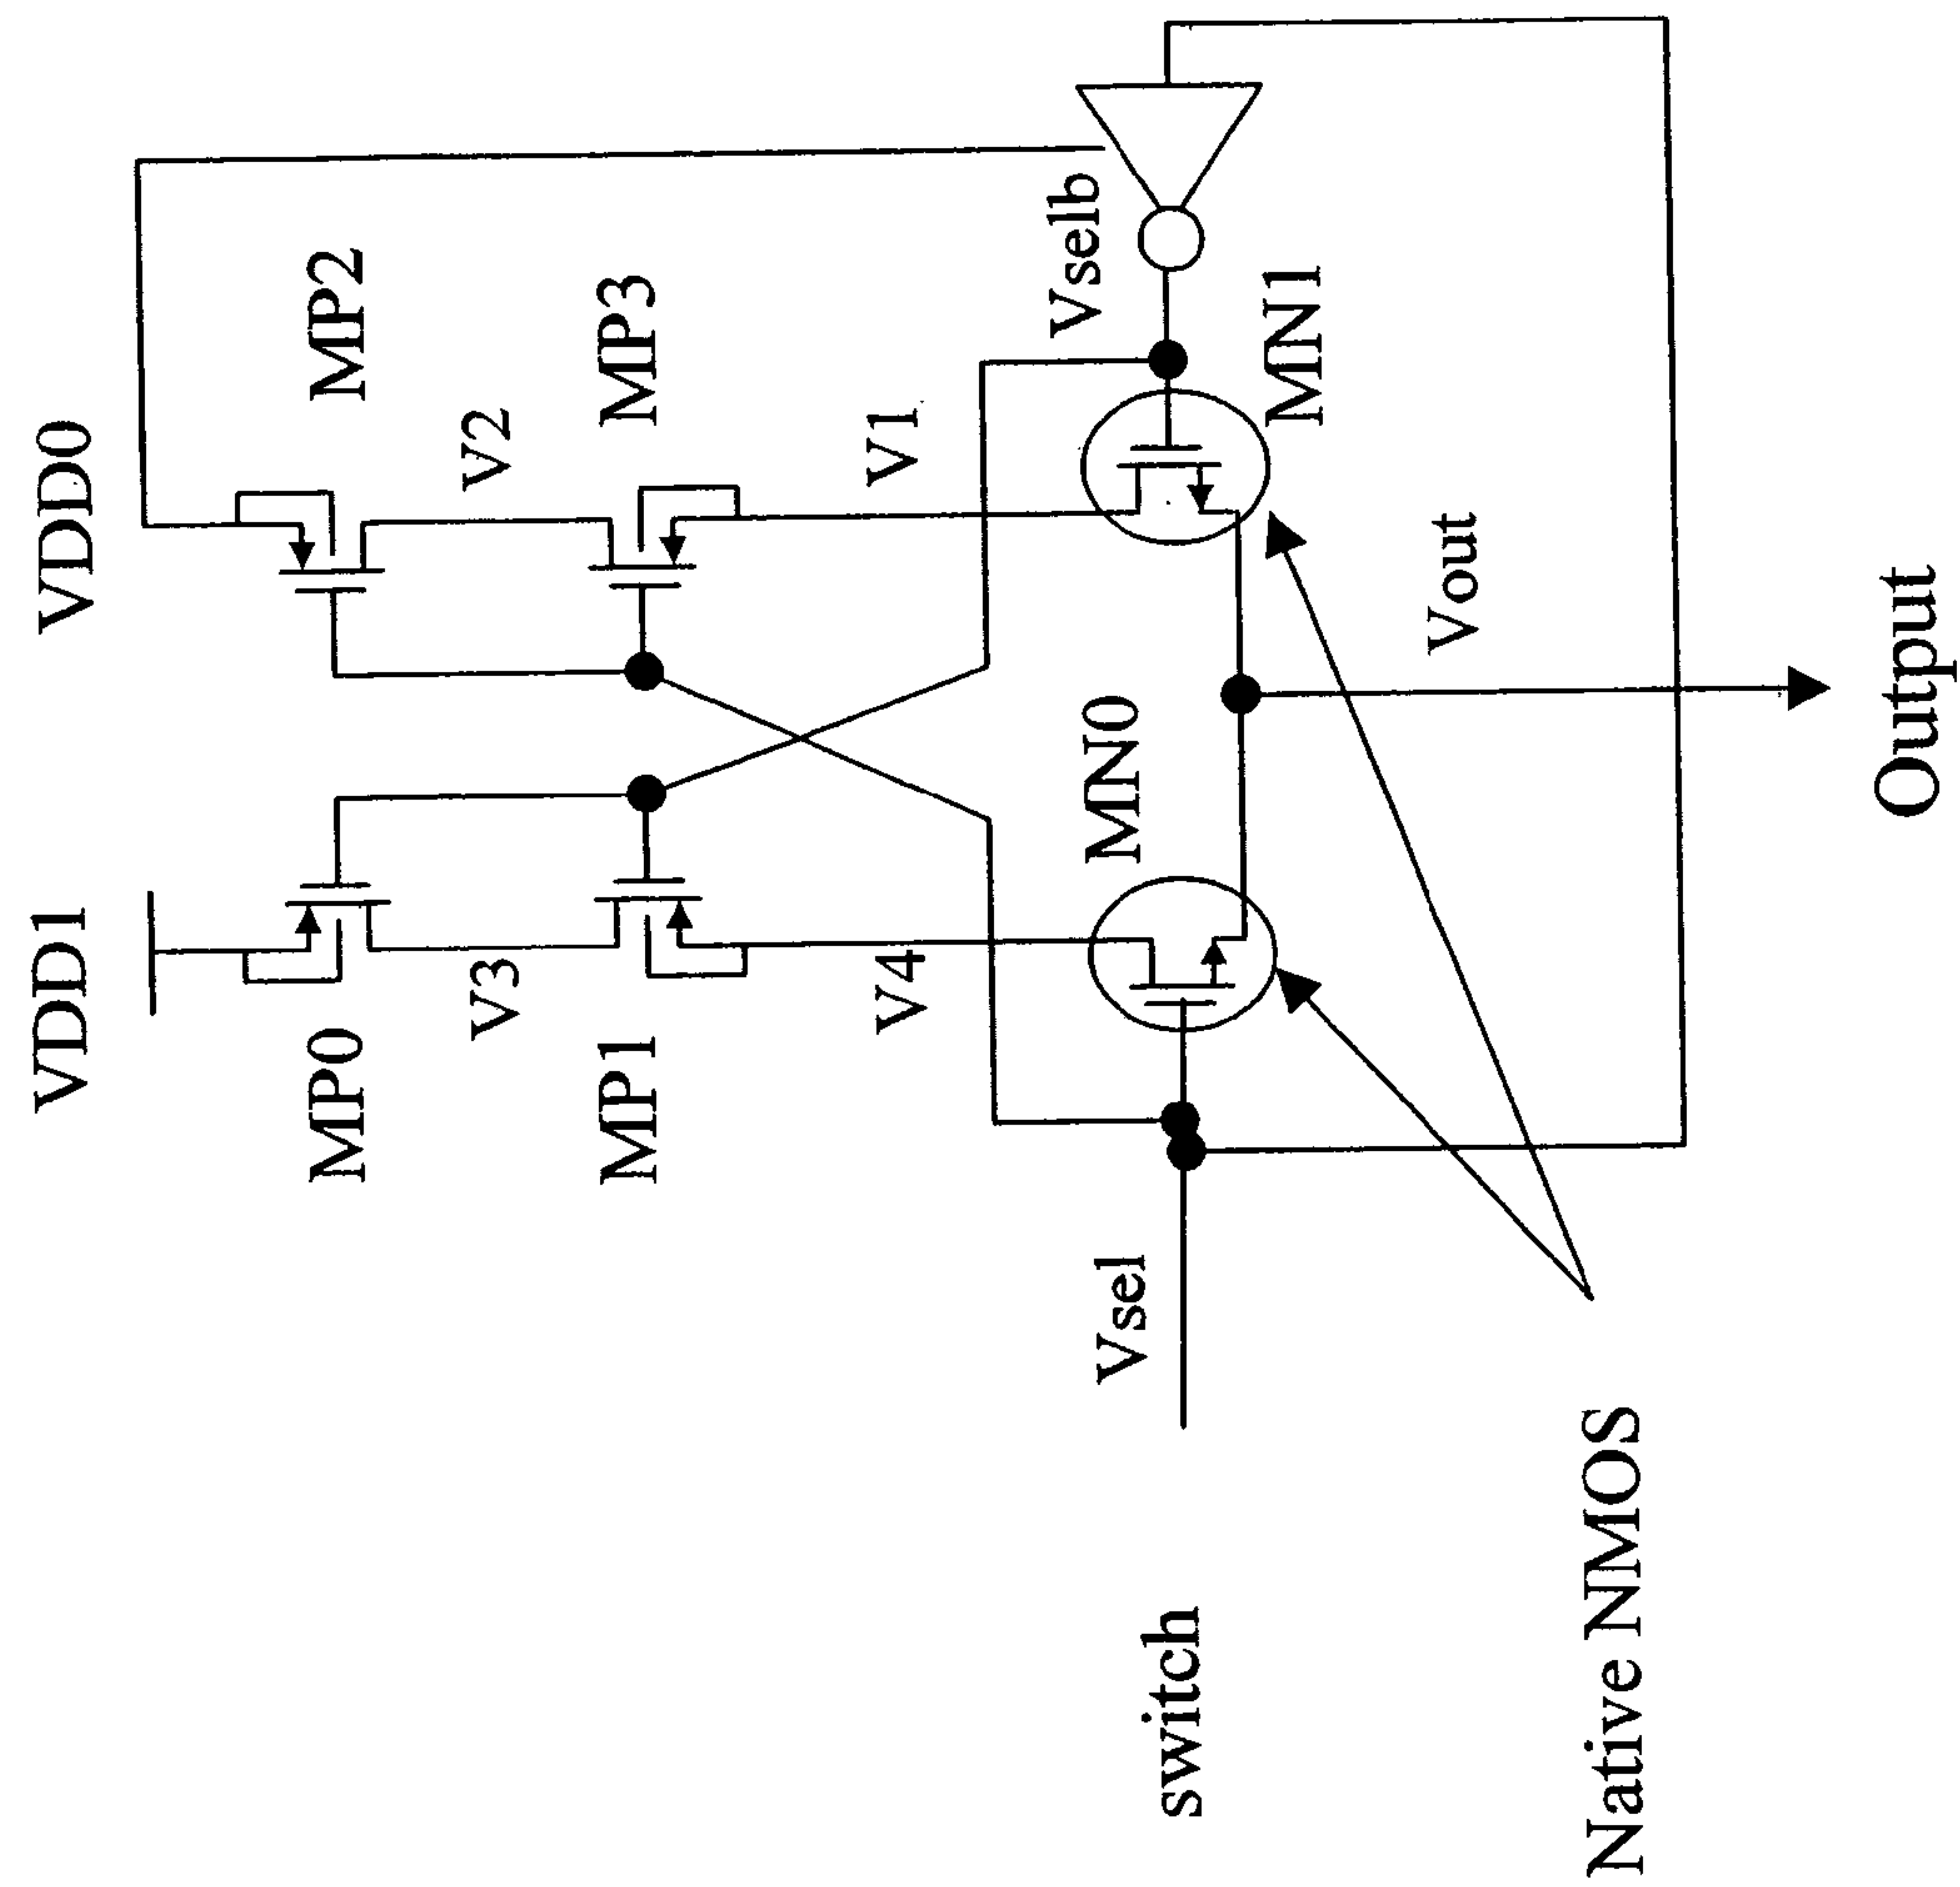 VDD1
VDD0
MP0
MP2
V3
V2
MP1
MP3
V4
V1
MN0
Vselb
Vsel
MN1
switch
Vout
Native NMOS
Output